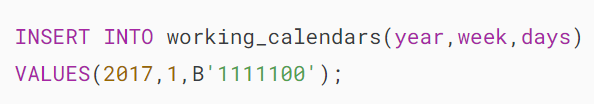 INSERT INTO working_calendars(year,week,days)
VALUES(2017,1,B'1111100');